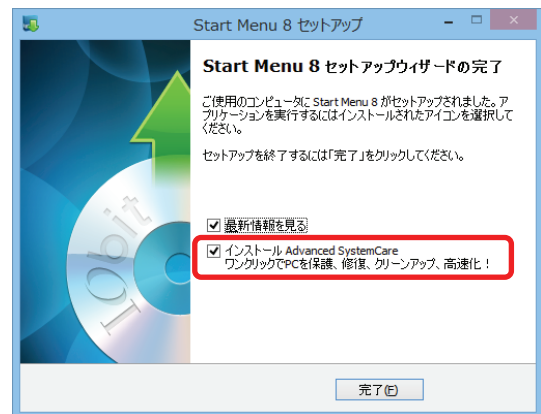 Start Menu 8 セットアップ
Start Menu 8 セットアップウィザードの完了
ご使用のコンピュータに Start Menu 8 がセットアップされました。ア
プリケーションを実行するにはインストールされたアイコンを選択して
ください。
セットアップを終了するには「完了」をクリックしてください。
最新情報を見る
インストール Advanced SystemCare
ワンクリックでPCを保護、修復、クリーンアップ、高速化！
IObit
完了(F)